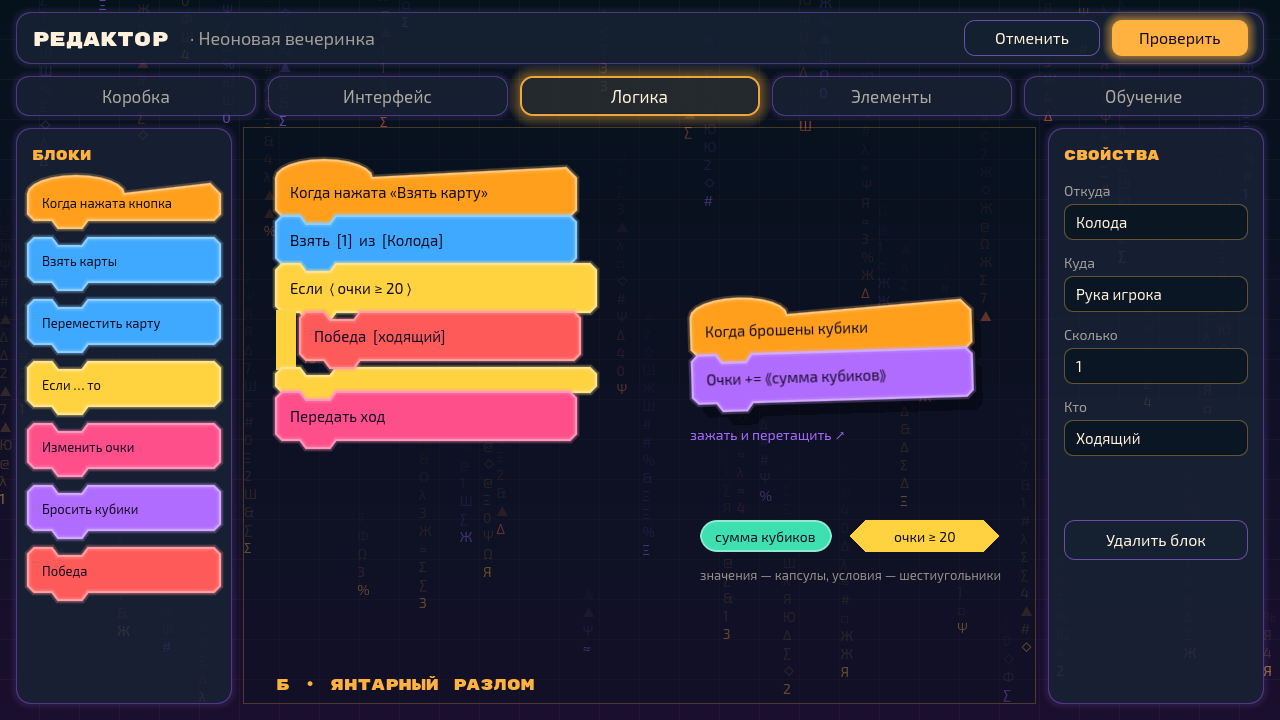 РЕДАКТОР · Неоновая вечеринка
Отменить
Проверить
Коробка
Интерфейс
Логика
Элементы
Обучение
БЛОКИ
Когда нажата кнопка
Взять карты
Переместить карту
Если ... то
Изменить очки
Бросить кубики
Победа
Когда нажата «Взять карту»
Взять [1] из [Колода]
Если ⟨ очки ≥ 20 ⟩
Победа [ходящий]
Передать ход
Когда брошены кубики
Очки += ⟪сумма кубиков⟫
зажать и перетащить ↗
сумма кубиков
очки ≥ 20
значения — капсулы, условия — шестиугольники
Б • ЯНТАРНЫЙ РАЗЛОМ
СВОЙСТВА
Откуда
Колода
Куда
Рука игрока
Сколько
1
Кто
Ходящий
Удалить блок